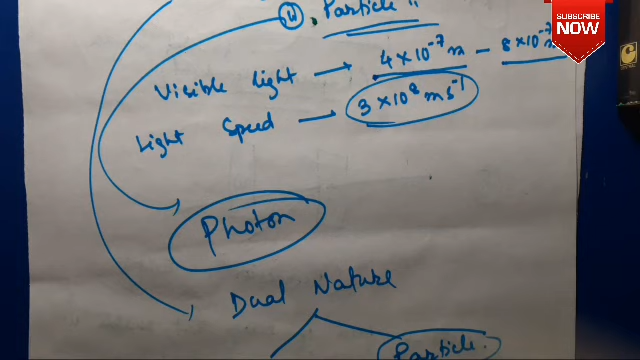 SUBSCRIBE
NOW
W . Particle "
Visible light → 4 × 10⁻⁷ m – 8 × 10⁻⁷ m
Light Speed → 3 × 10⁸ ms⁻¹
Photon
Dual Nature
Particle.